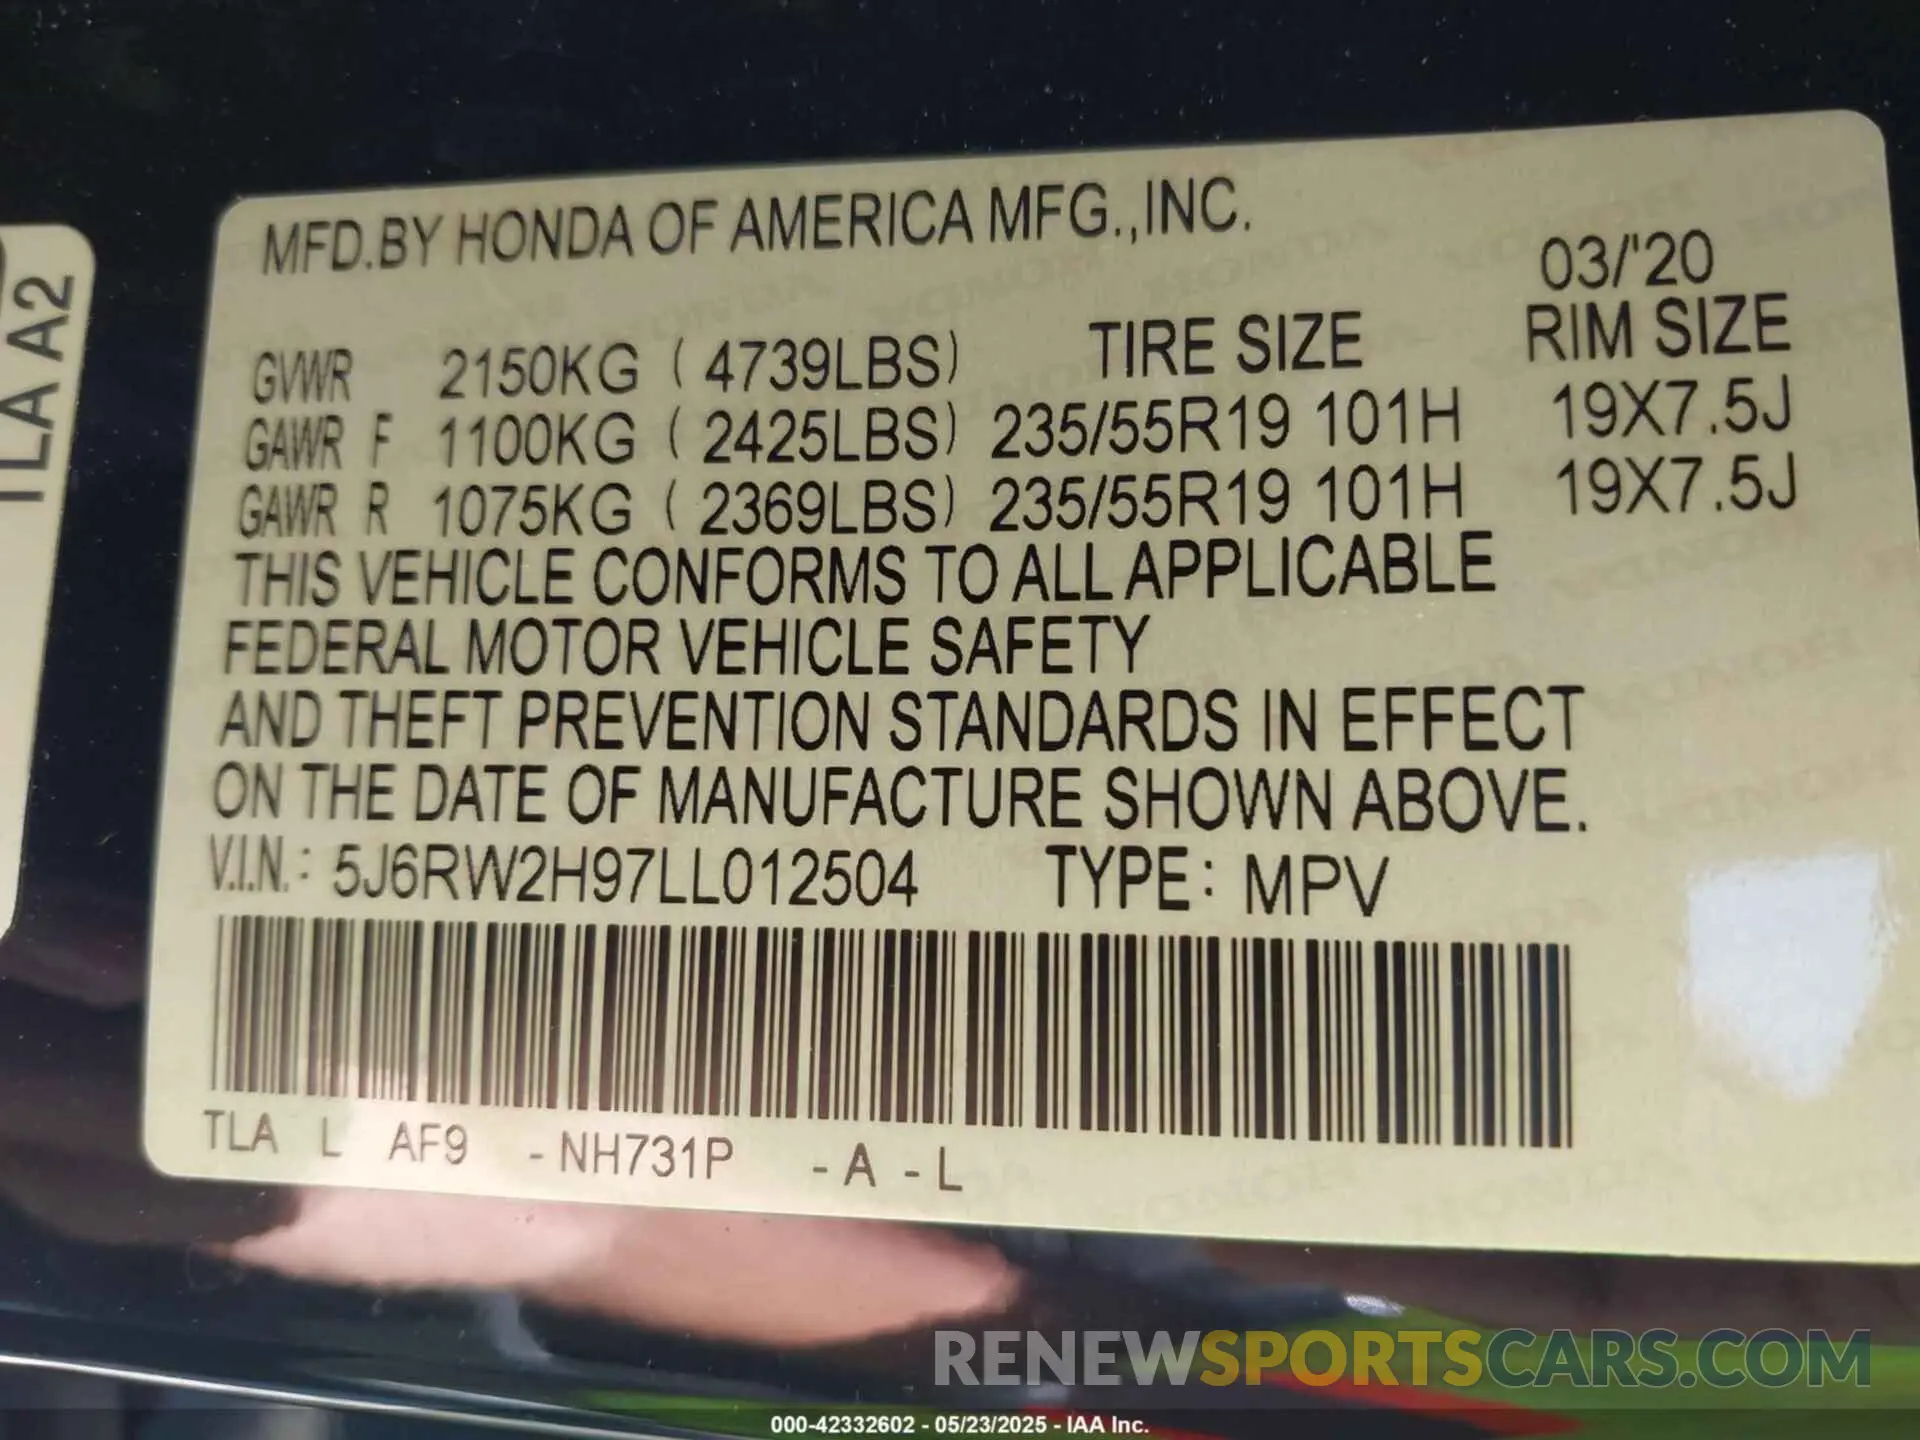 TLA A2
MFD.BY HONDA OF AMERICA MFG.,INC.
03/'20
GVWR 2150KG ( 4739LBS) TIRE SIZE RIM SIZE
GAWR F 1100KG ( 2425LBS) 235/55R19 101H 19X7.5J
GAWR R 1075KG ( 2369LBS) 235/55R19 101H 19X7.5J
THIS VEHICLE CONFORMS TO ALL APPLICABLE
FEDERAL MOTOR VEHICLE SAFETY
AND THEFT PREVENTION STANDARDS IN EFFECT
ON THE DATE OF MANUFACTURE SHOWN ABOVE.
V.I.N.: 5J6RW2H97LL012504 TYPE: MPV
TLA L AF9 - NH731P - A - L
RENEWSPORTSCARS.COM
000-42332602 - 05/23/2025 - IAA Inc.